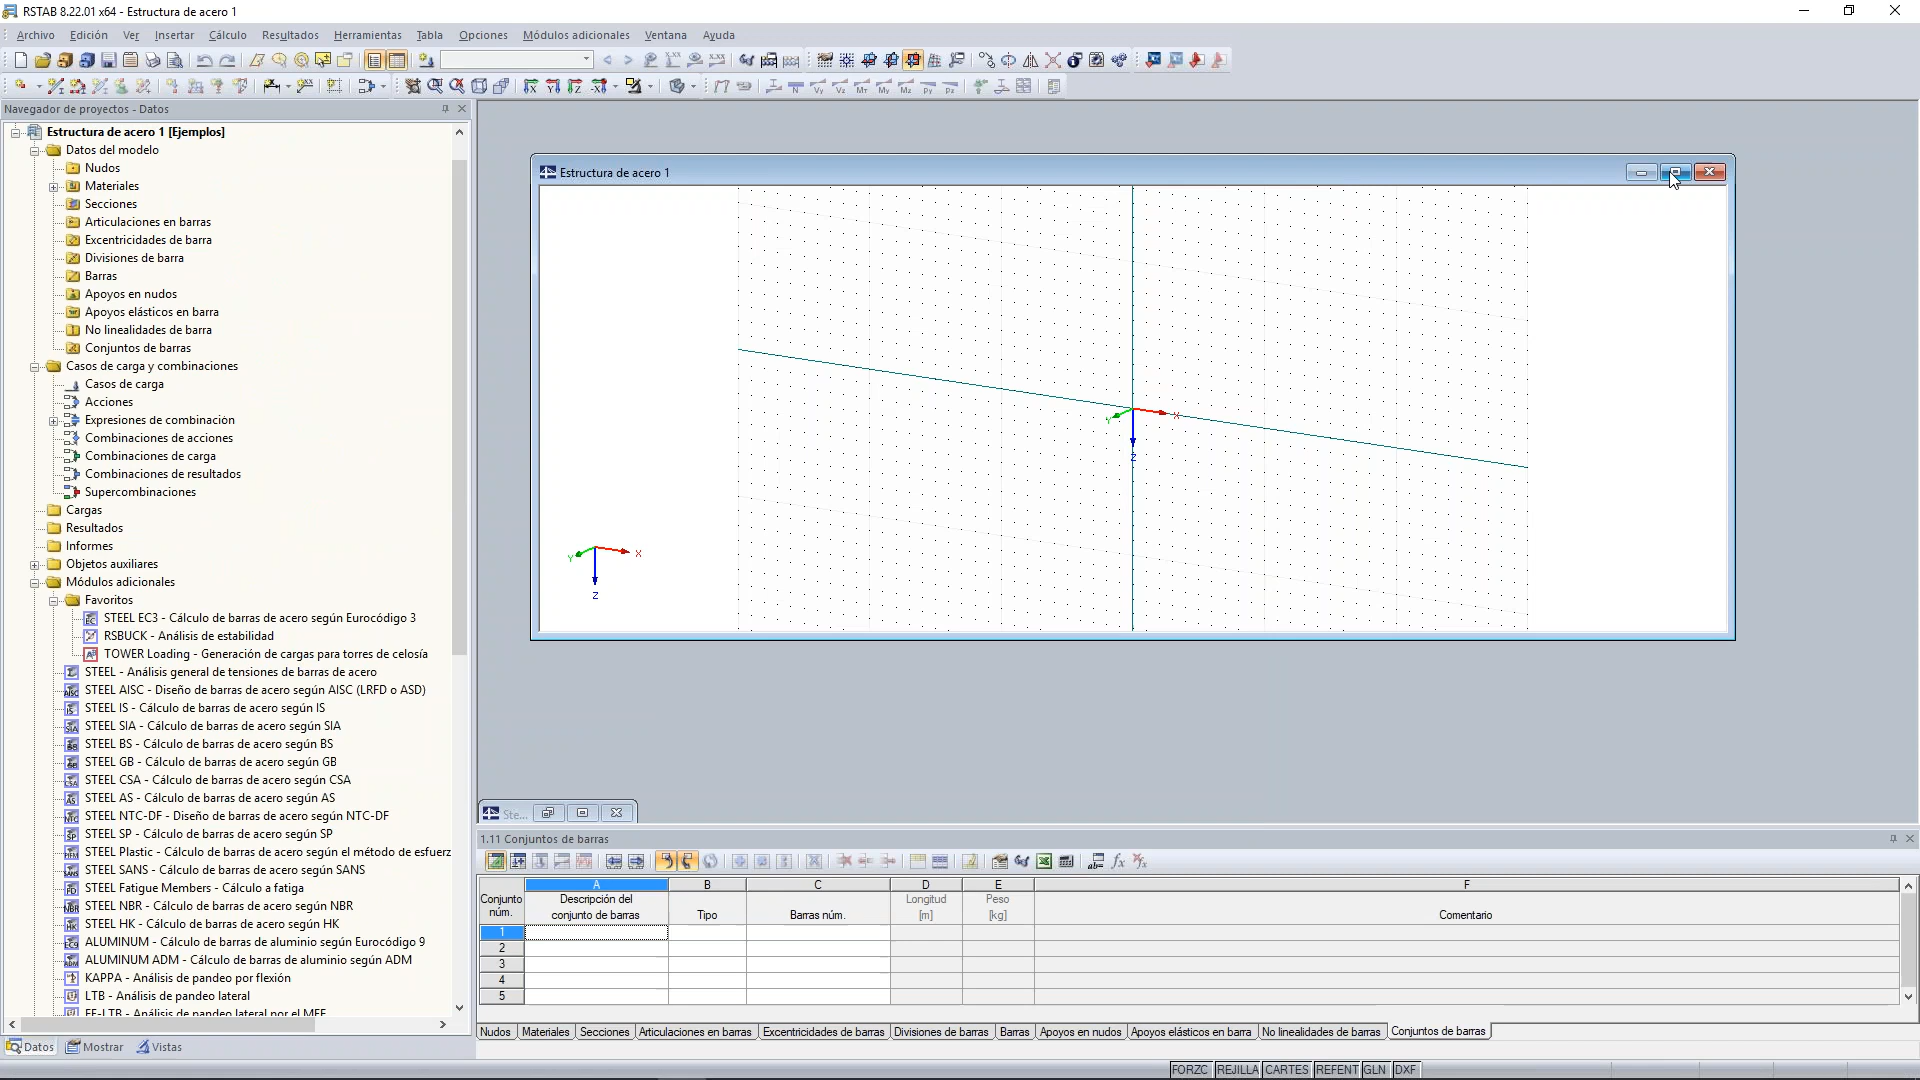 RSTAB 8.22.01 x64 - Estructura de acero 1
Archivo Edición Ver Insertar Cálculo Resultados Herramientas Tabla Opciones Módulos adicionales Ventana Ayuda
Navegador de proyectos - Datos
Estructura de acero 1 [Ejemplos]
Datos del modelo
Nudos
Materiales
Secciones
Articulaciones en barras
Excentricidades de barra
Divisiones de barra
Barras
Apoyos en nudos
Apoyos elásticos en barra
No linealidades de barra
Conjuntos de barras
Casos de carga y combinaciones
Casos de carga
Acciones
Expresiones de combinación
Combinaciones de acciones
Combinaciones de carga
Combinaciones de resultados
Supercombinaciones
Cargas
Resultados
Informes
Objetos auxiliares
Módulos adicionales
Favoritos
STEEL EC3 - Cálculo de barras de acero según Eurocódigo 3
RSBUCK - Análisis de estabilidad
TOWER Loading - Generación de cargas para torres de celosía
STEEL - Análisis general de tensiones de barras de acero
STEEL AISC - Diseño de barras de acero según AISC (LRFD o ASD)
STEEL IS - Cálculo de barras de acero según IS
STEEL SIA - Cálculo de barras de acero según SIA
STEEL BS - Cálculo de barras de acero según BS
STEEL GB - Cálculo de barras de acero según GB
STEEL CSA - Cálculo de barras de acero según CSA
STEEL AS - Cálculo de barras de acero según AS
STEEL NTC-DF - Diseño de barras de acero según NTC-DF
STEEL SP - Cálculo de barras de acero según SP
STEEL Plastic - Cálculo de barras de acero según el método de esfuerz
STEEL SANS - Cálculo de barras de acero según SANS
STEEL Fatigue Members - Cálculo a fatiga
STEEL NBR - Cálculo de barras de acero según NBR
STEEL HK - Cálculo de barras de acero según HK
ALUMINUM - Cálculo de barras de aluminio según Eurocódigo 9
ALUMINUM ADM - Cálculo de barras de aluminio según ADM
KAPPA - Análisis de pandeo por flexión
LTB - Análisis de pandeo lateral
FE-LTB - Análisis de pandeo lateral por el MEF
Datos Mostrar Vistas
Estructura de acero 1
X
Y
Z
Y
X
Z
Ste...
1.11 Conjuntos de barras
A B C D E F
Conjunto núm.
Descripción del conjunto de barras
Tipo
Barras núm.
Longitud [m]
Peso [kg]
Comentario
1
2
3
4
5
Nudos Materiales Secciones Articulaciones en barras Excentricidades de barras Divisiones de barras Barras Apoyos en nudos Apoyos elásticos en barra No linealidades de barras Conjuntos de barras
FORZC REJILLA CARTES REFENT GLN DXF